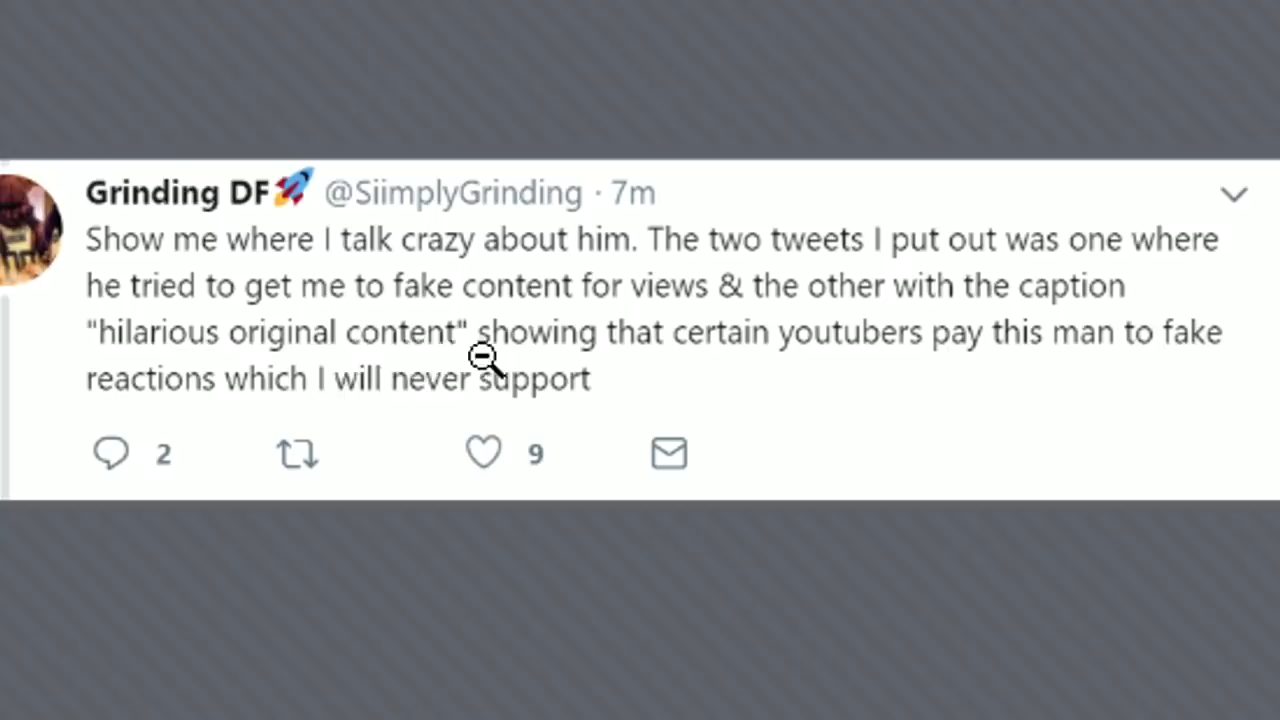 Grinding DF🚀 @SiimplyGrinding · 7m
Show me where I talk crazy about him. The two tweets I put out was one where
he tried to get me to fake content for views & the other with the caption
"hilarious original content" showing that certain youtubers pay this man to fake
reactions which I will never support
2 9